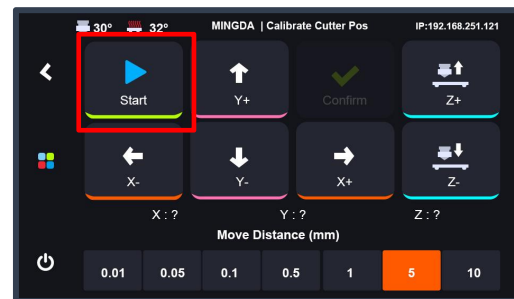 30° 32° MINGDA | Calibrate Cutter Pos IP:192.168.251.121
Start Y+ Confirm Z+
X- Y- X+ Z-
X : ? Y : ? Z : ?
Move Distance (mm)
0.01 0.05 0.1 0.5 1 5 10